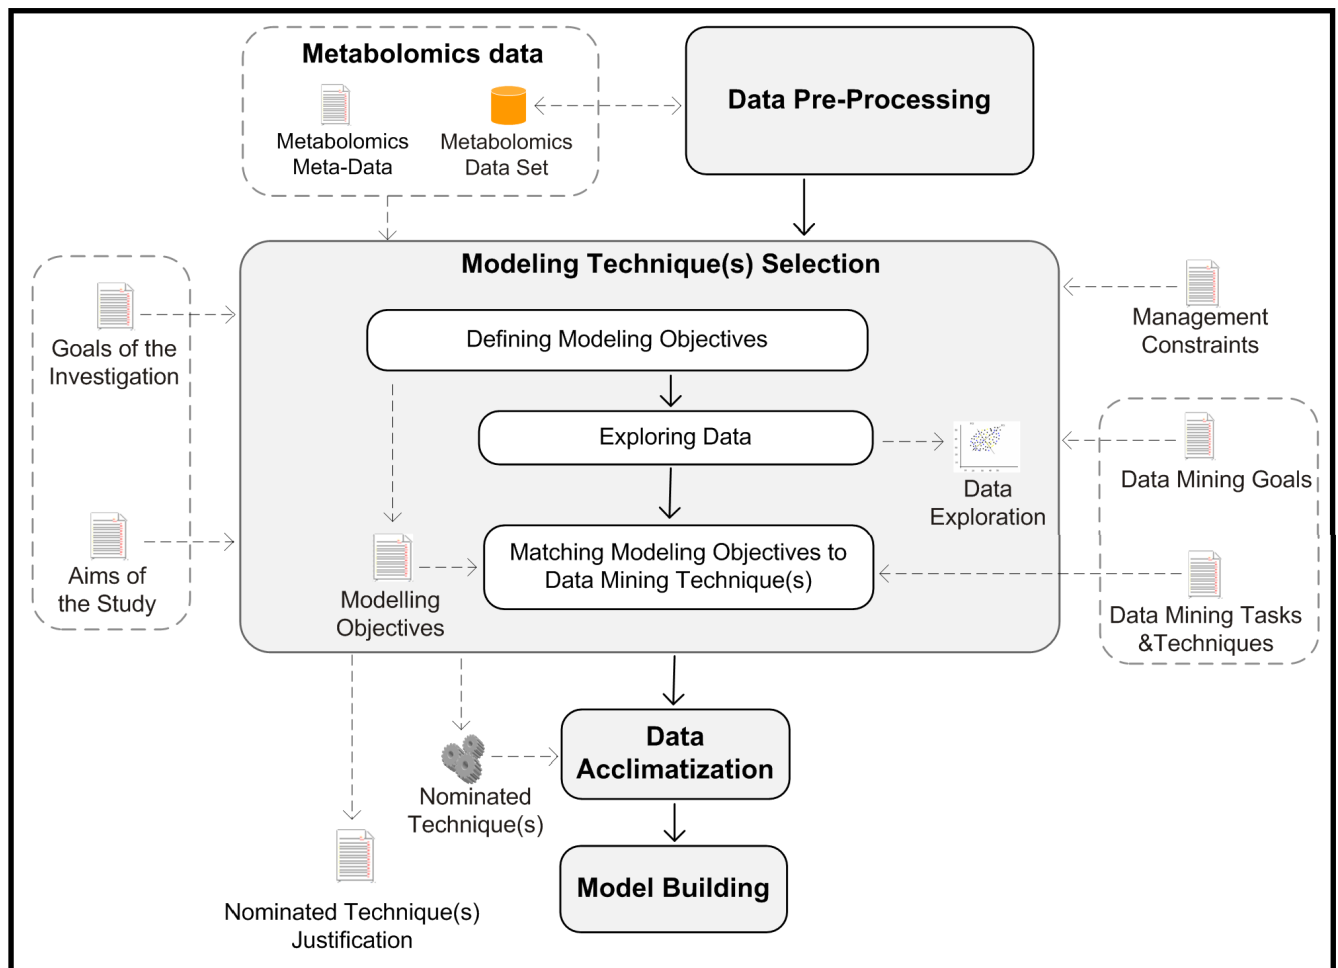 Metabolomics data
Metabolomics
Meta-Data
Metabolomics
Data Set
Data Pre-Processing
Modeling Technique(s) Selection
Goals of the
Investigation
Aims of
the Study
Defining Modeling Objectives
Exploring Data
Data
Exploration
Matching Modeling Objectives to
Data Mining Technique(s)
Modelling
Objectives
Management
Constraints
Data Mining Goals
Data Mining Tasks
&Techniques
Nominated
Technique(s)
Data
Acclimatization
Nominated Technique(s)
Justification
Model Building